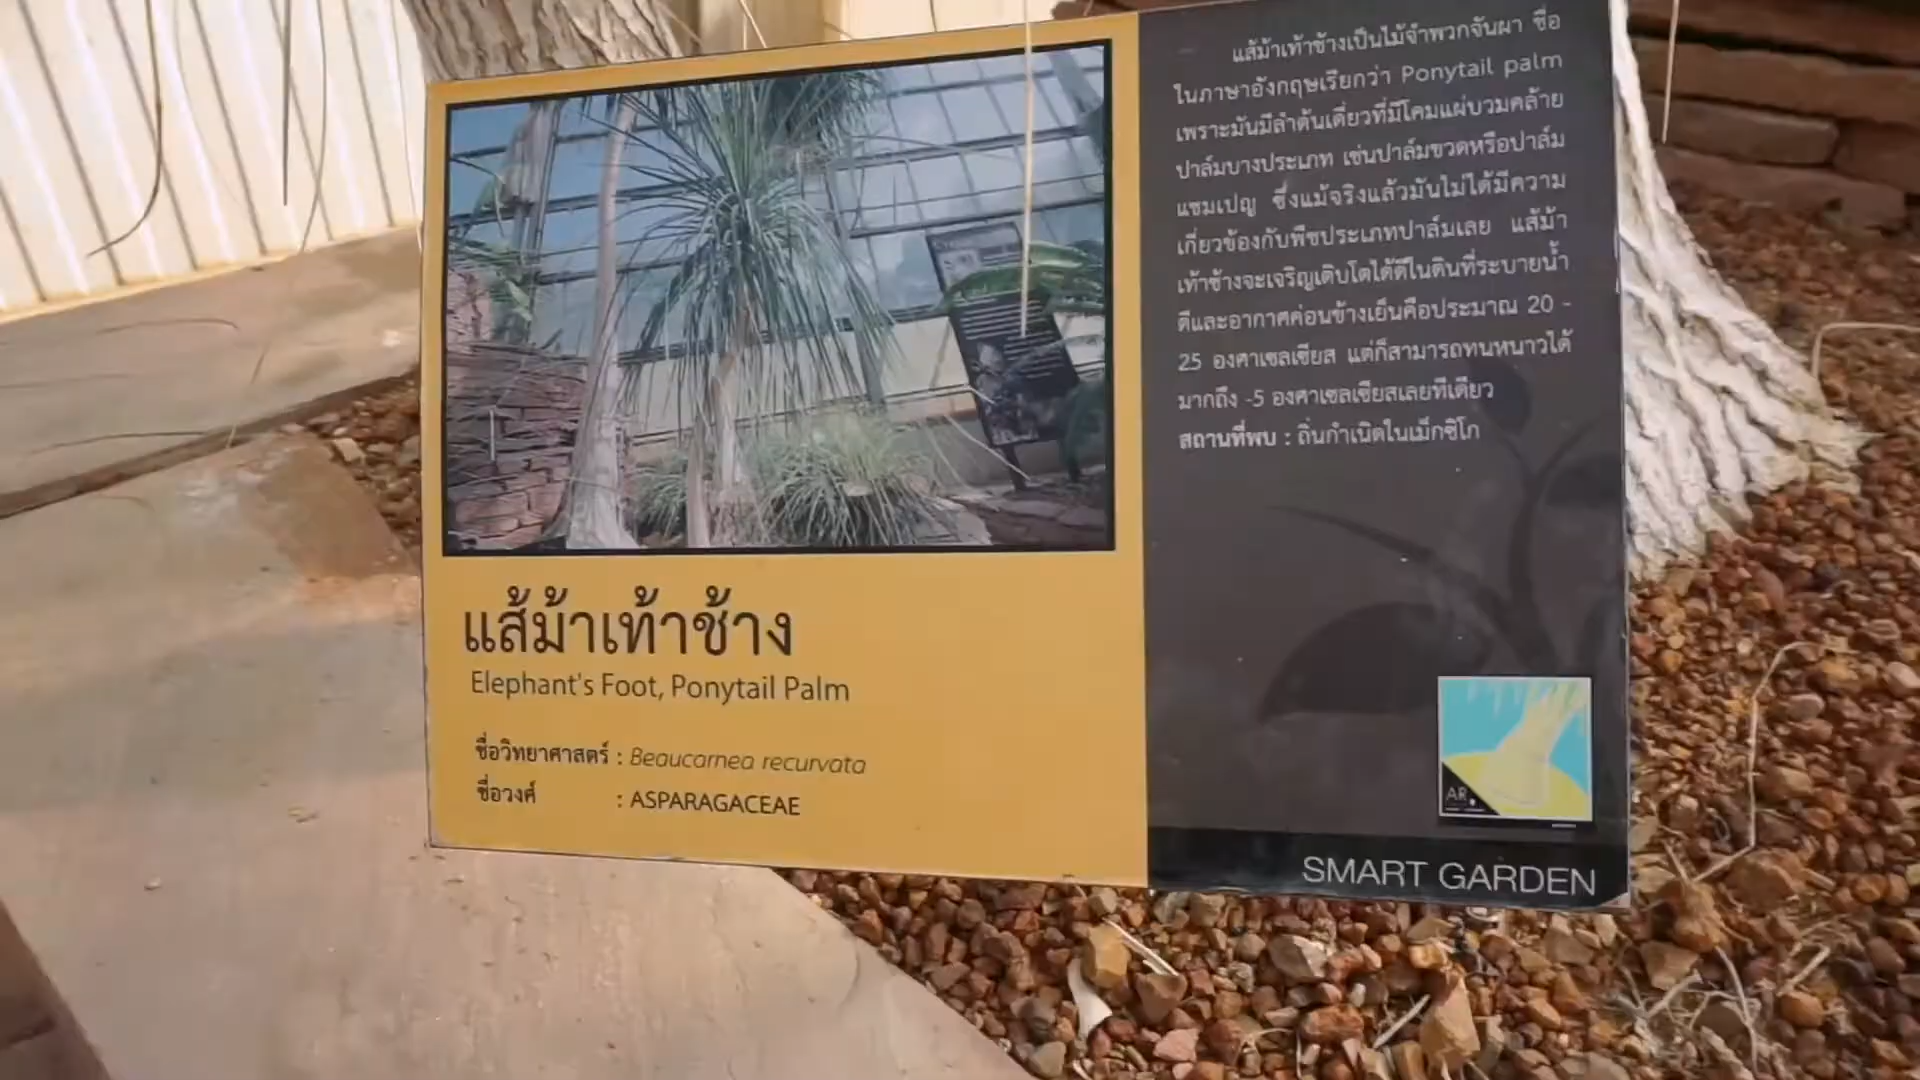 แส้ม้าเท้าช้าง
Elephant's Foot, Ponytail Palm
ชื่อวิทยาศาสตร์ : Beaucarnea recurvata
ชื่อวงศ์ : ASPARAGACEAE
แส้ม้าเท้าช้างเป็นไม้จำพวกจันผา ชื่อ
ในภาษาอังกฤษเรียกว่า Ponytail palm
เพราะมันมีลำต้นเดี่ยวที่มีโคนแผ่บวมคล้าย
ปาล์มบางประเภท เช่นปาล์มขวดหรือปาล์ม
แชมเปญ ซึ่งแม้จริงแล้วมันไม่ได้มีความ
เกี่ยวข้องกับพืชประเภทปาล์มเลย แส้ม้า
เท้าช้างจะเจริญเติบโตได้ดีในดินที่ระบายน้ำ
ดีและอากาศค่อนข้างเย็นคือประมาณ 20 -
25 องศาเซลเซียส แต่ก็สามารถทนหนาวได้
มากถึง -5 องศาเซลเซียสเลยทีเดียว
สถานที่พบ : ถิ่นกำเนิดในเม็กซิโก
AR
SMART GARDEN